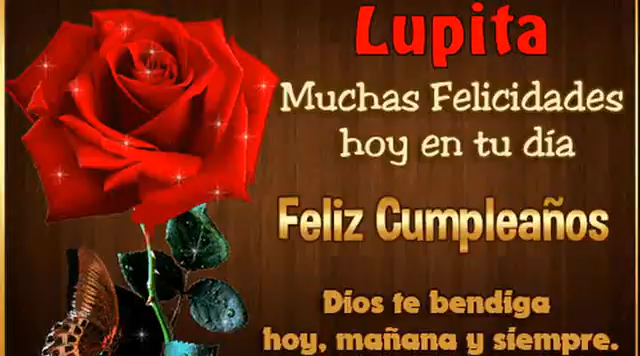 Lupita
Muchas Felicidades
hoy en tu día
Feliz Cumpleaños
Dios te bendiga
hoy, mañana y siempre.